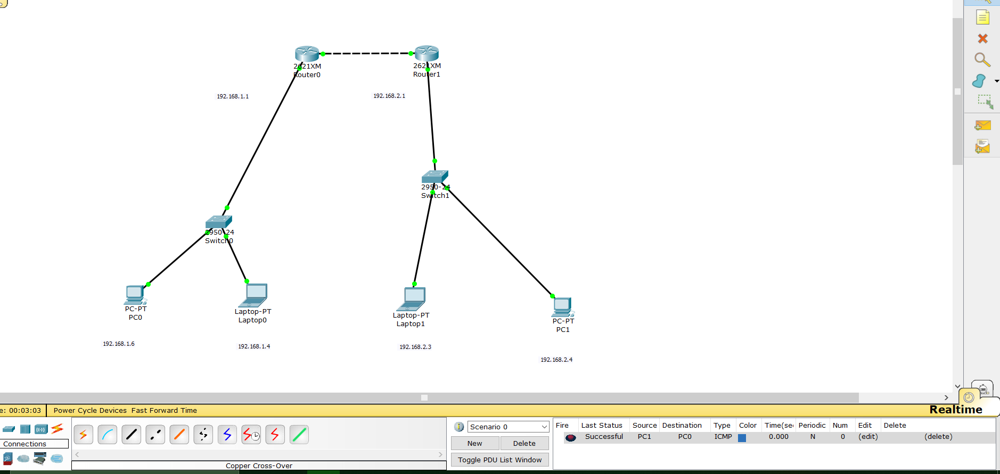 2621XM
Router0
2621XM
Router1
192.168.1.1
192.168.2.1
2950-24
Switch1
2950-24
Switch0
PC-PT
PC0
Laptop-PT
Laptop0
Laptop-PT
Laptop1
PC-PT
PC1
192.168.1.6
192.168.1.4
192.168.2.3
192.168.2.4
e: 00:03:03 Power Cycle Devices Fast Forward Time
Realtime
Connections
Copper Cross-Over
Scenario 0
New Delete
Toggle PDU List Window
Fire Last Status Source Destination Type Color Time(sec Periodic Num Edit Delete
Successful PC1 PC0 ICMP 0.000 N 0 (edit) (delete)